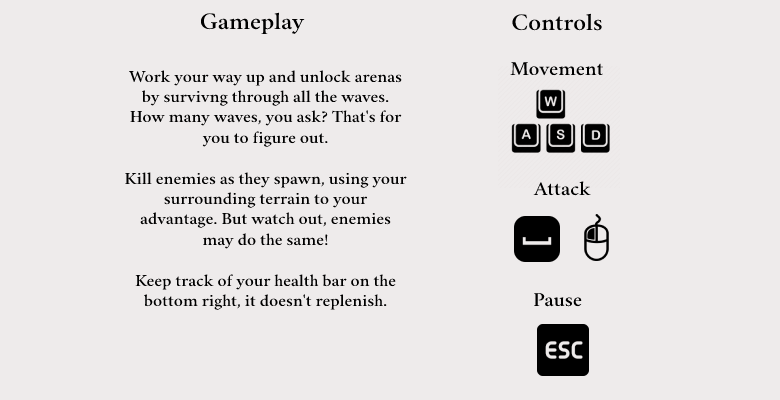 Gameplay
Work your way up and unlock arenas
by survivng through all the waves.
How many waves, you ask? That's for
you to figure out.
Kill enemies as they spawn, using your
surrounding terrain to your
advantage. But watch out, enemies
may do the same!
Keep track of your health bar on the
bottom right, it doesn't replenish.
Controls
Movement
W
A S D
Attack
Pause
ESC